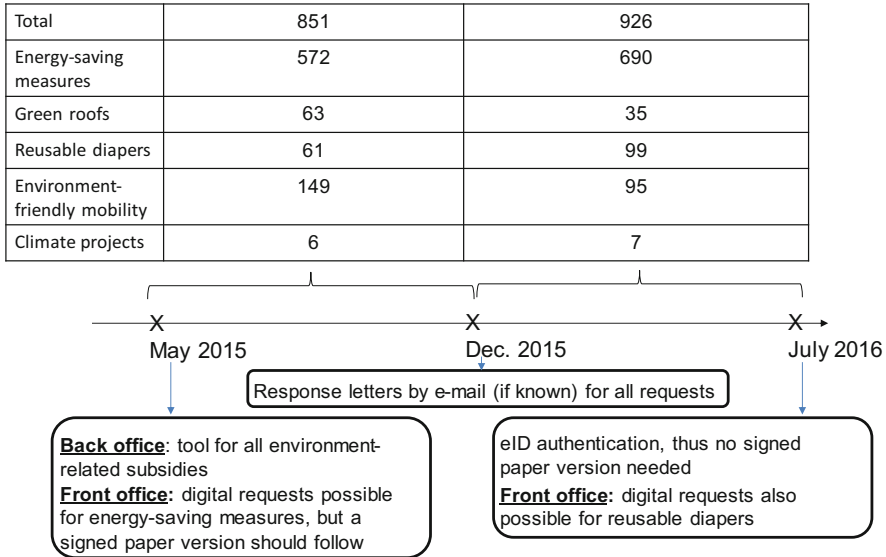 Total 851 926
Energy-saving
measures 572 690
Green roofs 63 35
Reusable diapers 61 99
Environment-
friendly mobility 149 95
Climate projects 6 7
X X X
May 2015 Dec. 2015 July 2016
Response letters by e-mail (if known) for all requests
Back office: tool for all environment-
related subsidies
Front office: digital requests possible
for energy-saving measures, but a
signed paper version should follow
eID authentication, thus no signed
paper version needed
Front office: digital requests also
possible for reusable diapers